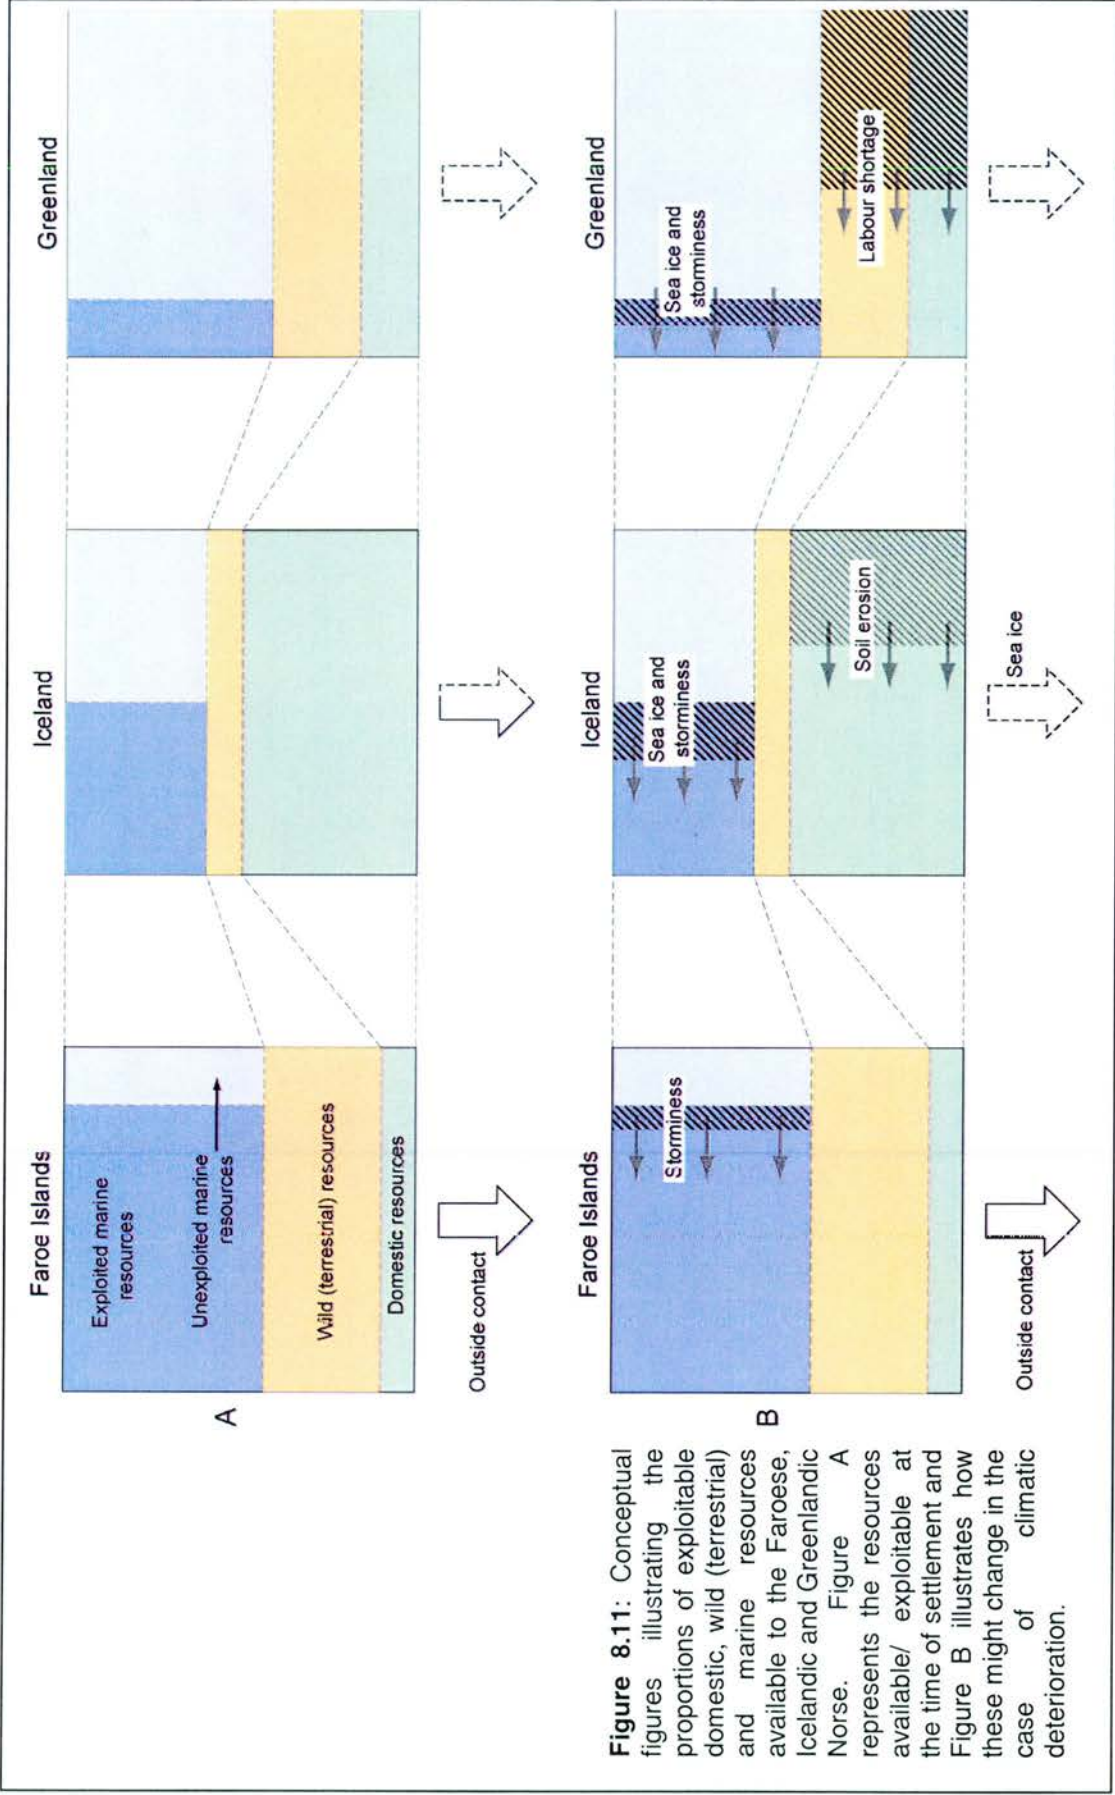 Faroe Islands
Iceland
Greenland
A
Exploited marine
resources
Unexploited marine
resources
Wild (terrestrial) resources
Domestic resources
Outside contact
Faroe Islands
Iceland
Greenland
B
Storminess
Sea ice and
storminess
Soil erosion
Sea ice and
storminess
Labour shortage
Outside contact
Sea ice
Figure 8.11: Conceptual
figures illustrating the
proportions of exploitable
domestic, wild (terrestrial)
and marine resources
available to the Faroese,
Icelandic and Greenlandic
Norse. Figure A
represents the resources
available/ exploitable at
the time of settlement and
Figure B illustrates how
these might change in the
case of climatic
deterioration.